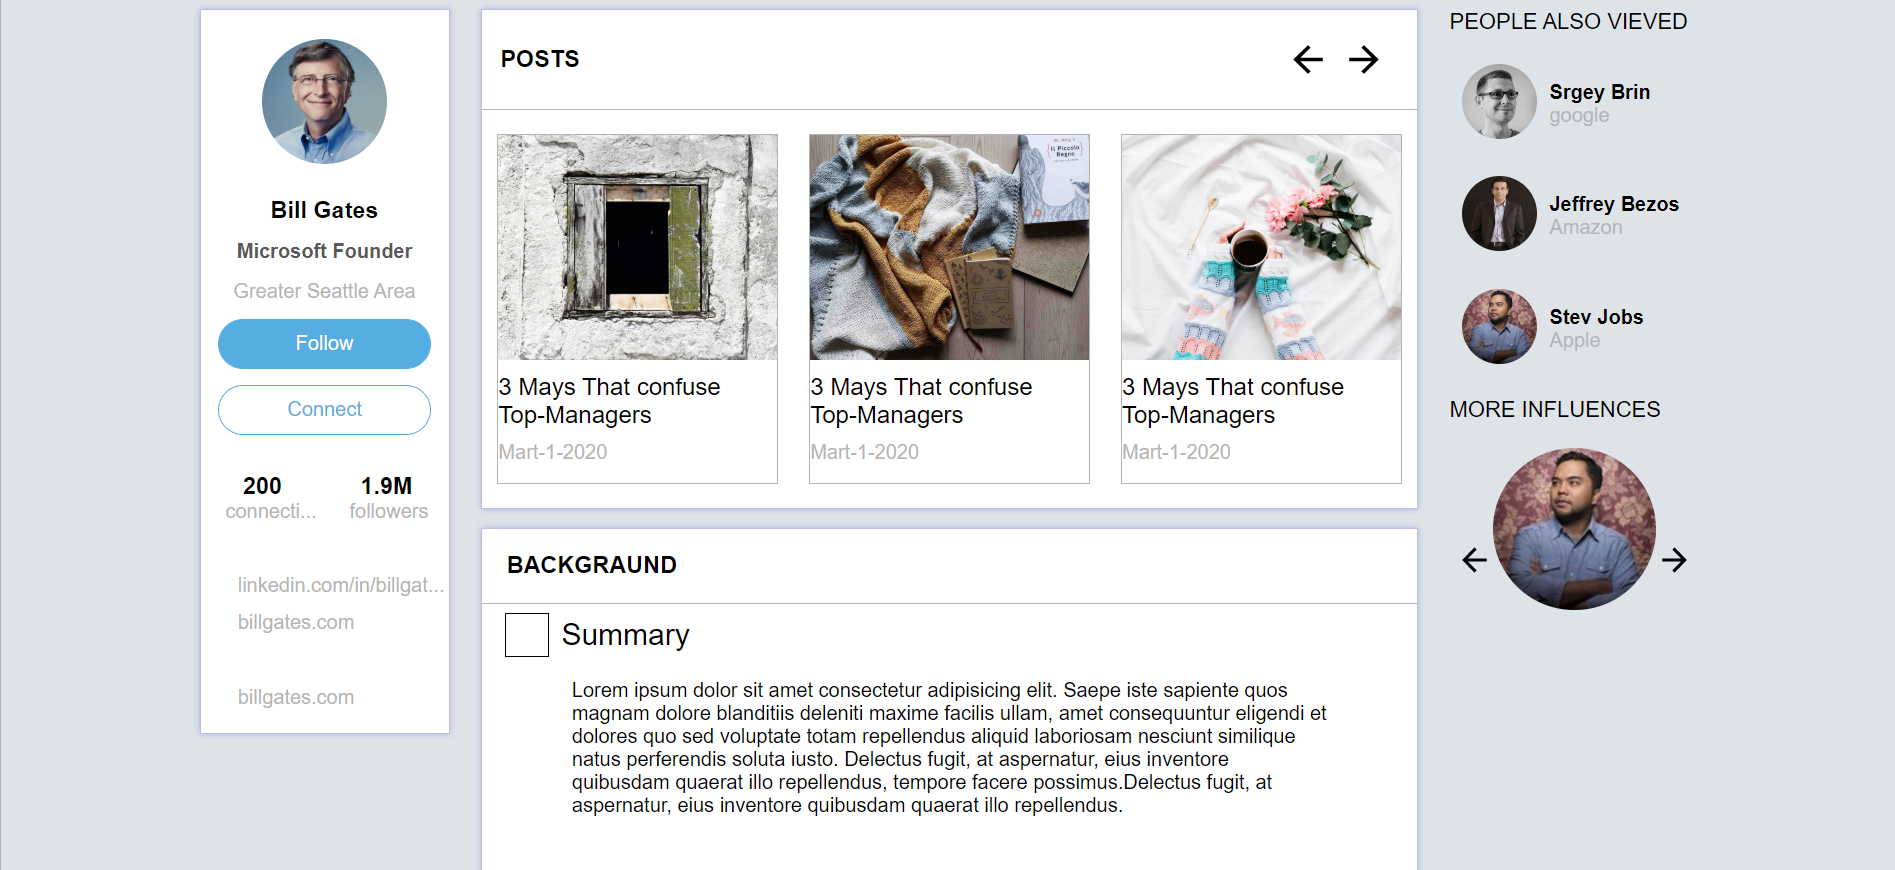 Bill Gates
Microsoft Founder
Greater Seattle Area
Follow
Connect
200
connecti...
1.9M
followers
linkedin.com/in/billgat...
billgates.com
billgates.com
POSTS
Il Piccolo
Regno
3 Mays That confuse
Top-Managers
Mart-1-2020
3 Mays That confuse
Top-Managers
Mart-1-2020
3 Mays That confuse
Top-Managers
Mart-1-2020
BACKGRAUND
Summary
Lorem ipsum dolor sit amet consectetur adipisicing elit. Saepe iste sapiente quos
magnam dolore blanditiis deleniti maxime facilis ullam, amet consequuntur eligendi et
dolores quo sed voluptate totam repellendus aliquid laboriosam nesciunt similique
natus perferendis soluta iusto. Delectus fugit, at aspernatur, eius inventore
quibusdam quaerat illo repellendus, tempore facere possimus.Delectus fugit, at
aspernatur, eius inventore quibusdam quaerat illo repellendus.
PEOPLE ALSO VIEVED
Srgey Brin
google
Jeffrey Bezos
Amazon
Stev Jobs
Apple
MORE INFLUENCES